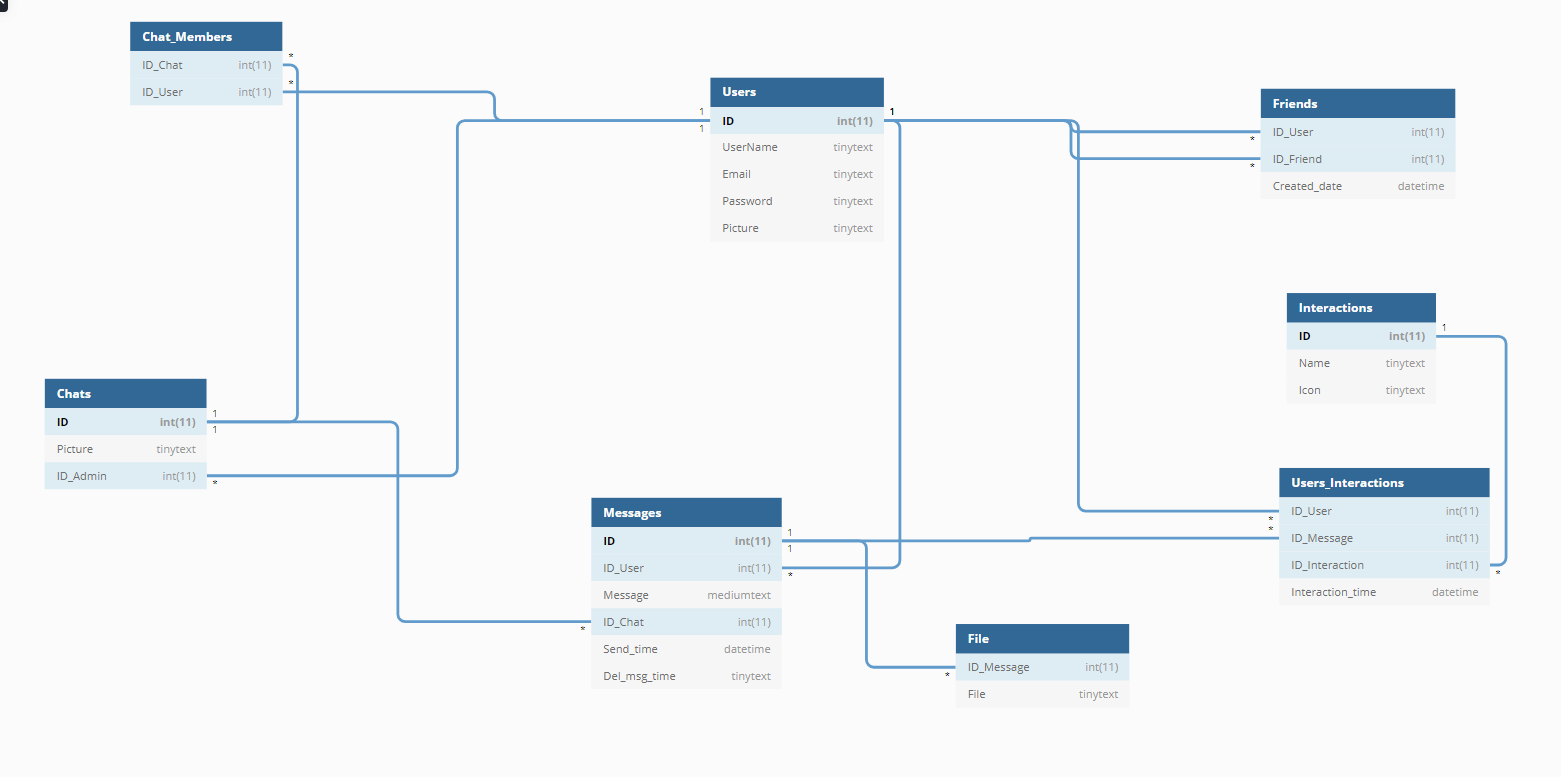 Chat_Members
ID_Chat int(11)
*
ID_User int(11)
*
Users
1
ID int(11)
1
1
UserName tinytext
Email tinytext
Password tinytext
Picture tinytext
Friends
ID_User int(11)
*
ID_Friend int(11)
*
Created_date datetime
Interactions
1
ID int(11)
Name tinytext
Icon tinytext
Chats
1
ID int(11)
1
Picture tinytext
ID_Admin int(11)
*
Messages
1
ID int(11)
1
ID_User int(11)
*
Message mediumtext
ID_Chat int(11)
*
Send_time datetime
Del_msg_time tinytext
Users_Interactions
ID_User int(11)
*
*
ID_Message int(11)
ID_Interaction int(11)
*
Interaction_time datetime
File
ID_Message int(11)
*
File tinytext